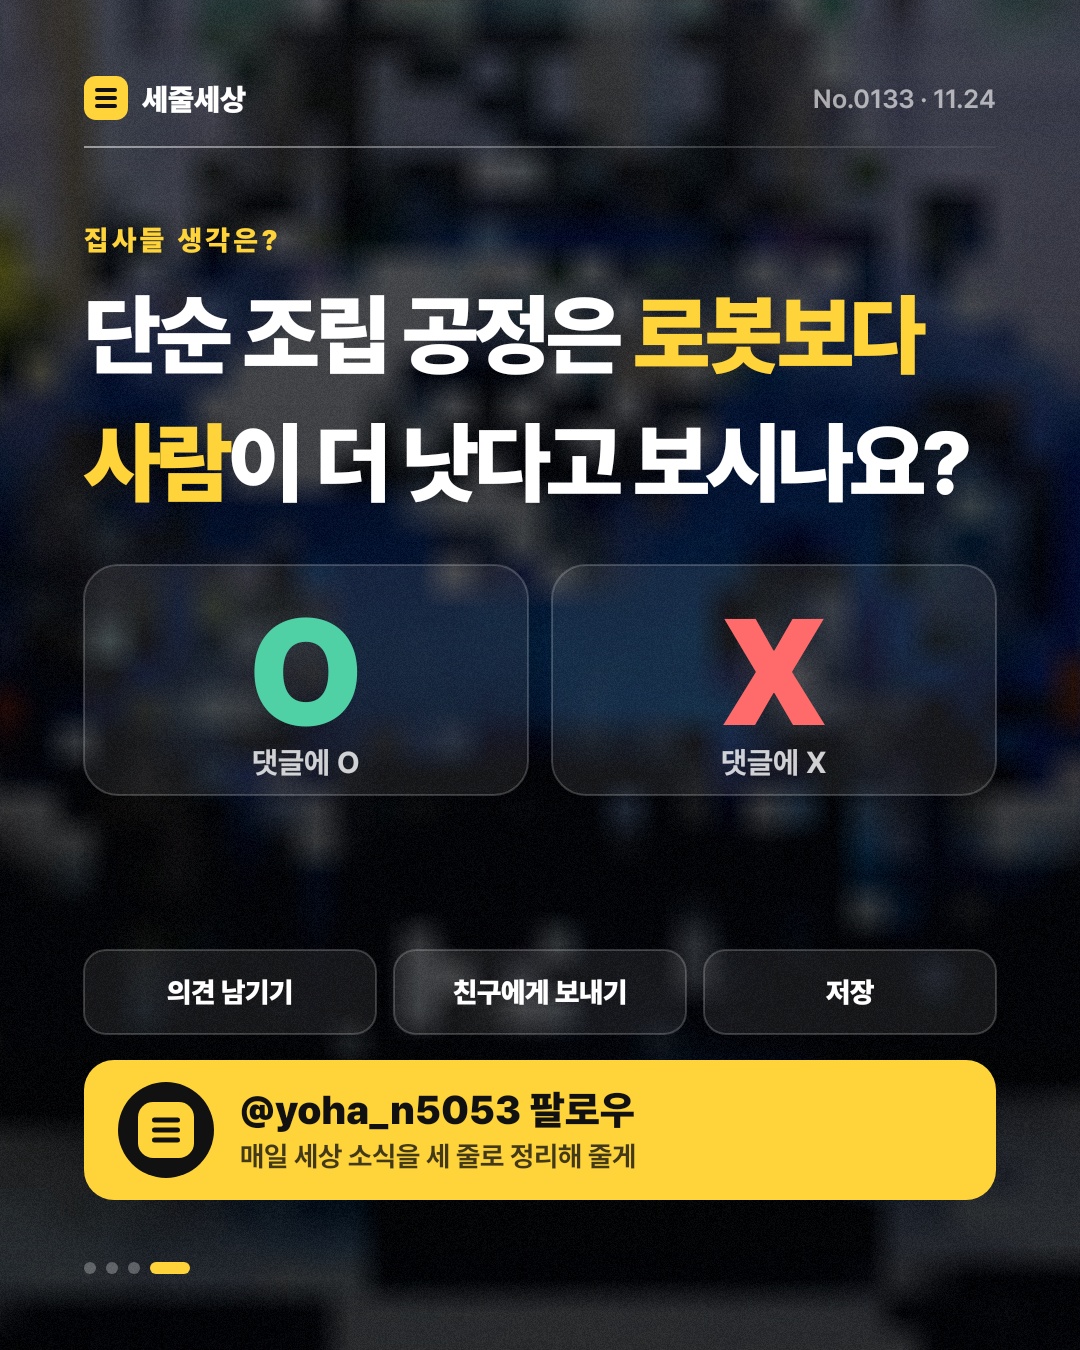 세줄세상
No.0133 · 11.24
집사들 생각은?
단순 조립 공정은 로봇보다
사람이 더 낫다고 보시나요?
O
댓글에 O
X
댓글에 X
의견 남기기
친구에게 보내기
저장
@yoha_n5053 팔로우
매일 세상 소식을 세 줄로 정리해 줄게